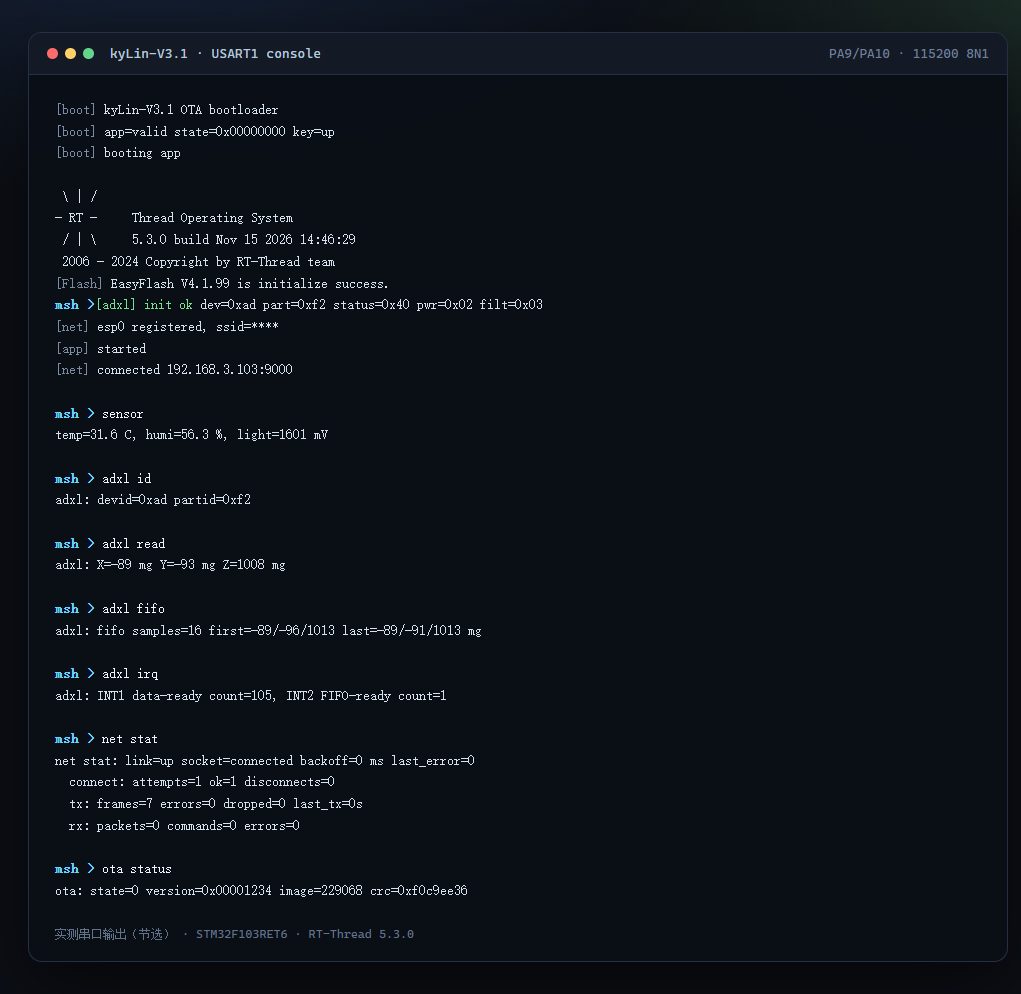 kyLin-V3.1 · USART1 console
PA9/PA10 · 115200 8N1
[boot] kyLin-V3.1 OTA bootloader
[boot] app=valid state=0x00000000 key=up
[boot] booting app
\ | /
- RT -     Thread Operating System
/ | \     5.3.0 build Nov 15 2026 14:46:29
2006 - 2024 Copyright by RT-Thread team
[Flash] EasyFlash V4.1.99 is initialize success.
msh >[adxl] init ok dev=0xad part=0xf2 status=0x40 pwr=0x02 filt=0x03
[net] esp0 registered, ssid=****
[app] started
[net] connected 192.168.3.103:9000
msh > sensor
temp=31.6 C, humi=56.3 %, light=1601 mV
msh > adxl id
adxl: devid=0xad partid=0xf2
msh > adxl read
adxl: X=-89 mg Y=-93 mg Z=1008 mg
msh > adxl fifo
adxl: fifo samples=16 first=-89/-96/1013 last=-89/-91/1013 mg
msh > adxl irq
adxl: INT1 data-ready count=105, INT2 FIFO-ready count=1
msh > net stat
net stat: link=up socket=connected backoff=0 ms last_error=0
connect: attempts=1 ok=1 disconnects=0
tx: frames=7 errors=0 dropped=0 last_tx=0s
rx: packets=0 commands=0 errors=0
msh > ota status
ota: state=0 version=0x00001234 image=229068 crc=0xf0c9ee36
实测串口输出（节选） · STM32F103RET6 · RT-Thread 5.3.0